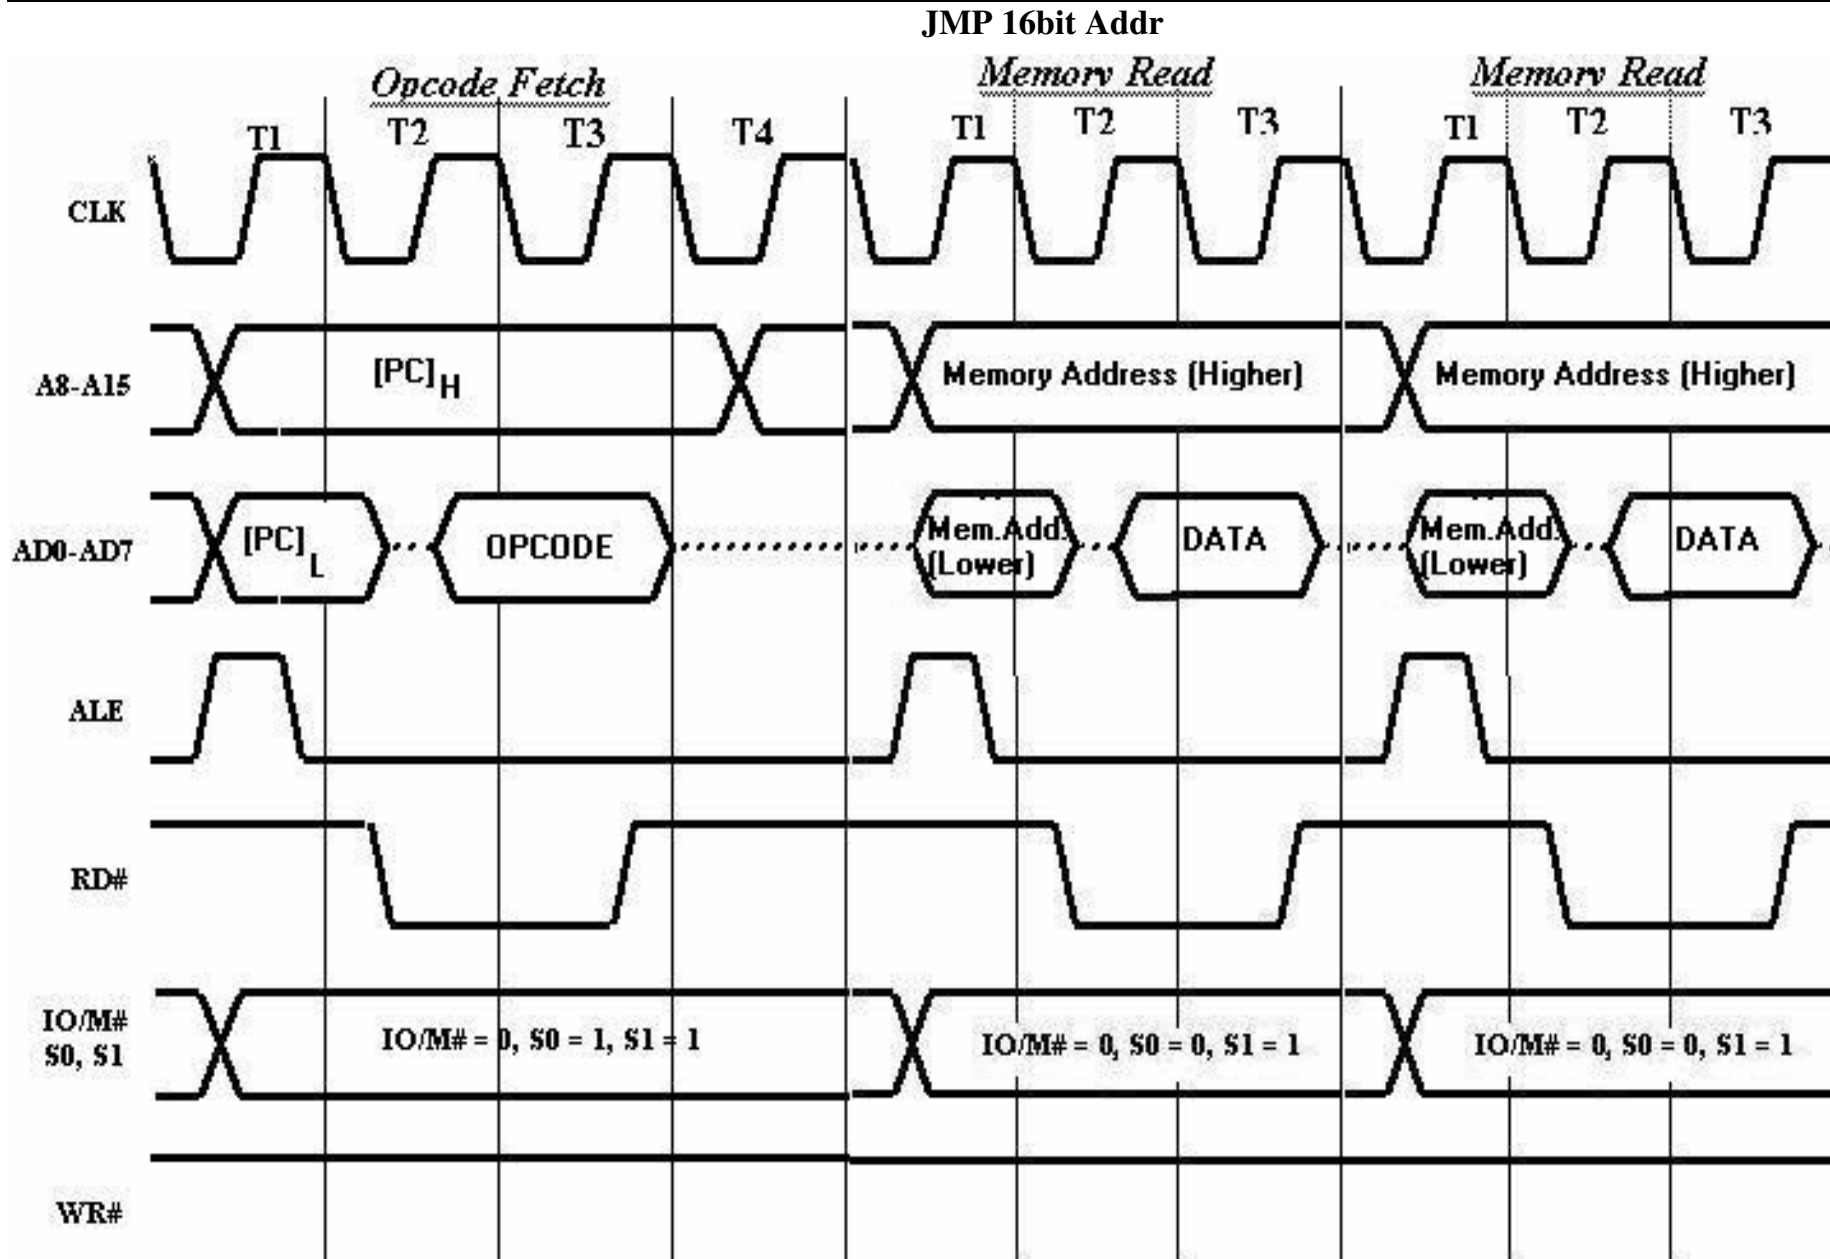 JMP 16bit Addr
Opcode Fetch Memory Read Memory Read
T1 T2 T3 T4 T1 T2 T3 T1 T2 T3
CLK
A8-A15 [PC]H Memory Address (Higher) Memory Address (Higher)
AD0-AD7 [PC]L OPCODE Mem.Add. (Lower) DATA Mem.Add. (Lower) DATA
ALE
RD#
IO/M#
S0, S1
IO/M# = 0, S0 = 1, S1 = 1 IO/M# = 0, S0 = 0, S1 = 1 IO/M# = 0, S0 = 0, S1 = 1
WR#